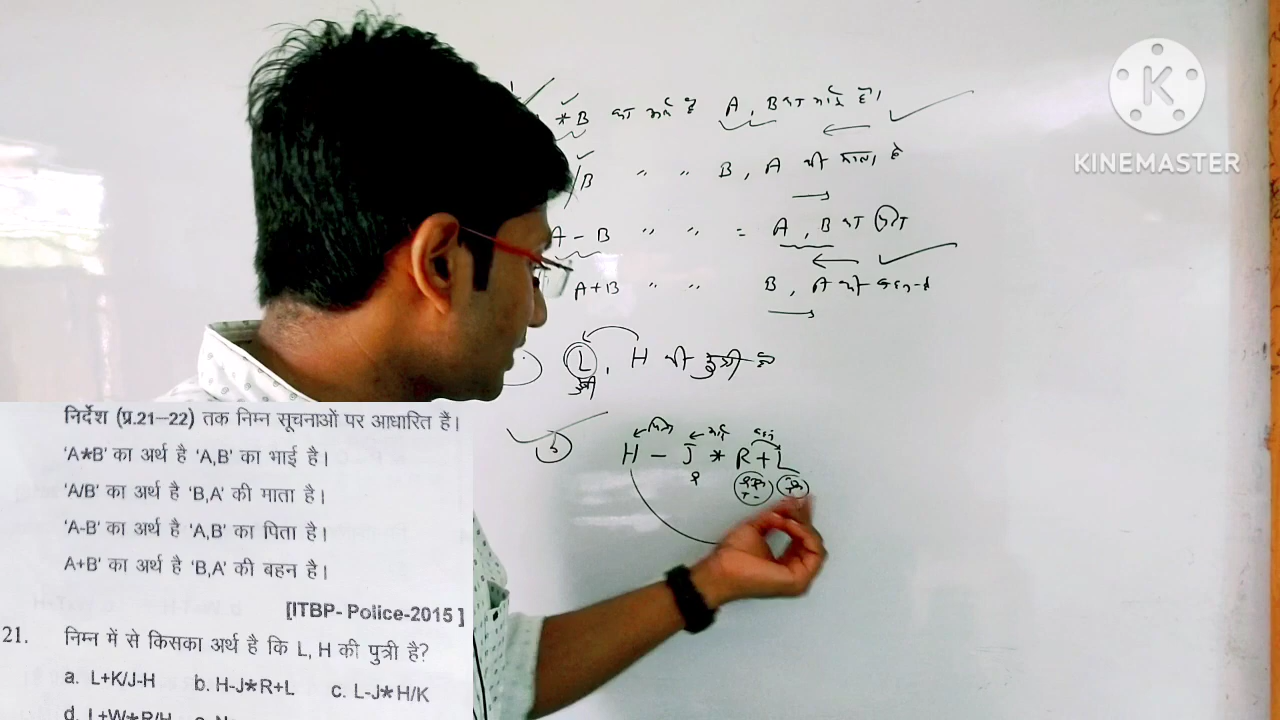 * B का अर्थ है A, B का भाई है।
/B " " B, A की माता है
A - B " " = A, B का पिता
A+B " " B, A की बहन
L, H की पुत्री है
पुत्री
b H - J * R + L
KINEMASTER
निर्देश (प्र.21–22) तक निम्न सूचनाओं पर आधारित हैं।
'A*B' का अर्थ है 'A,B' का भाई है।
'A/B' का अर्थ है 'B,A' की माता है।
'A-B' का अर्थ है 'A,B' का पिता है।
A+B' का अर्थ है 'B,A' की बहन है।
[ITBP- Police-2015]
21. निम्न में से किसका अर्थ है कि L, H की पुत्री है?
a. L+K/J-H b. H-J*R+L c. L-J*H/K
d. L+W*R/H